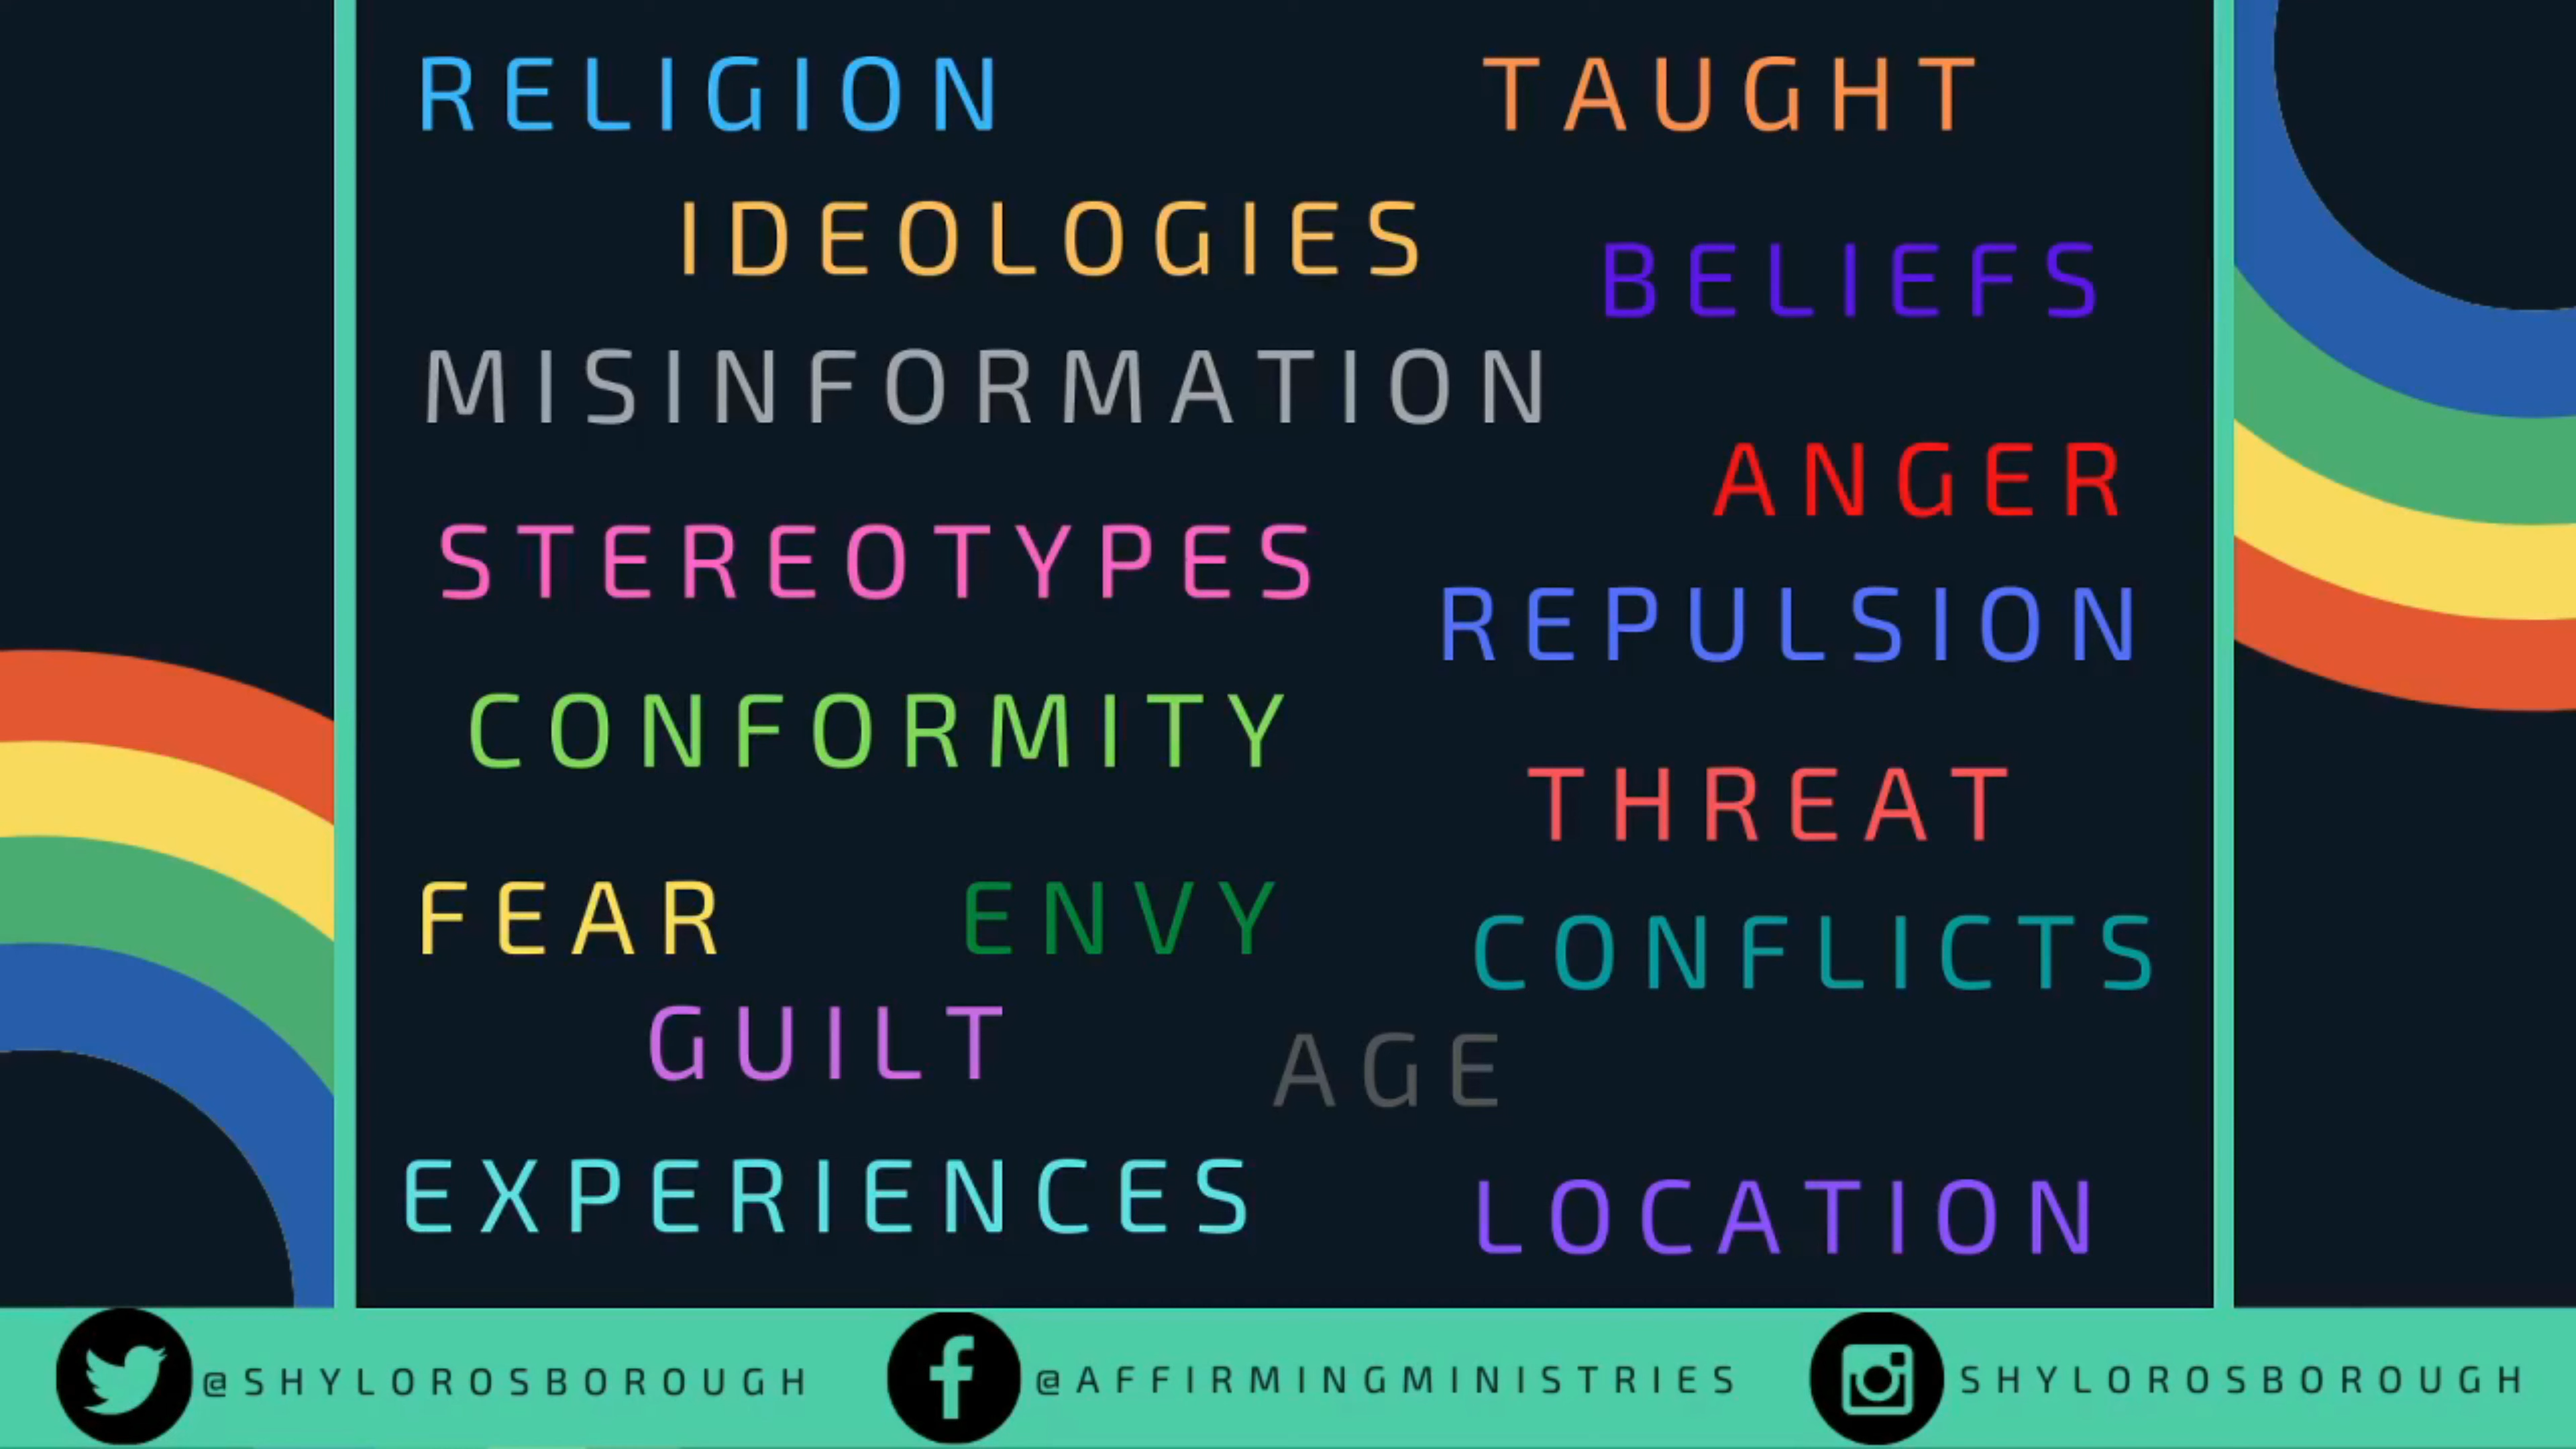 RELIGION
TAUGHT
IDEOLOGIES
BELIEFS
MISINFORMATION
ANGER
STEREOTYPES
REPULSION
CONFORMITY
THREAT
FEAR
ENVY
CONFLICTS
GUILT
AGE
EXPERIENCES
LOCATION
@SHYLOROSBOROUGH
@AFFIRMINGMINISTRIES
SHYLOROSBOROUGH